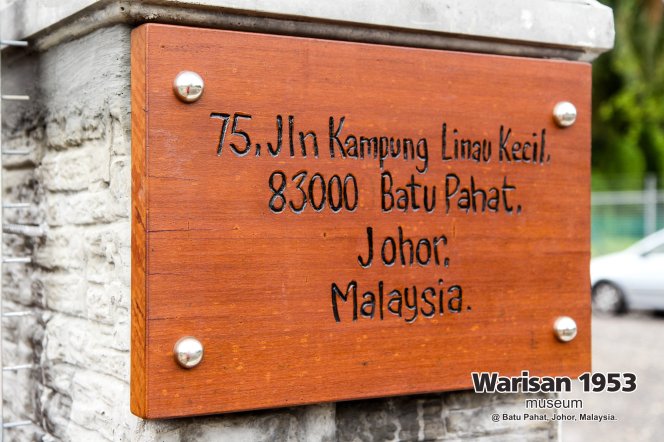 75, Jln Kampung Linau Kecil,
83000 Batu Pahat,
Johor,
Malaysia.
Warisan 1953
museum
@ Batu Pahat, Johor, Malaysia.